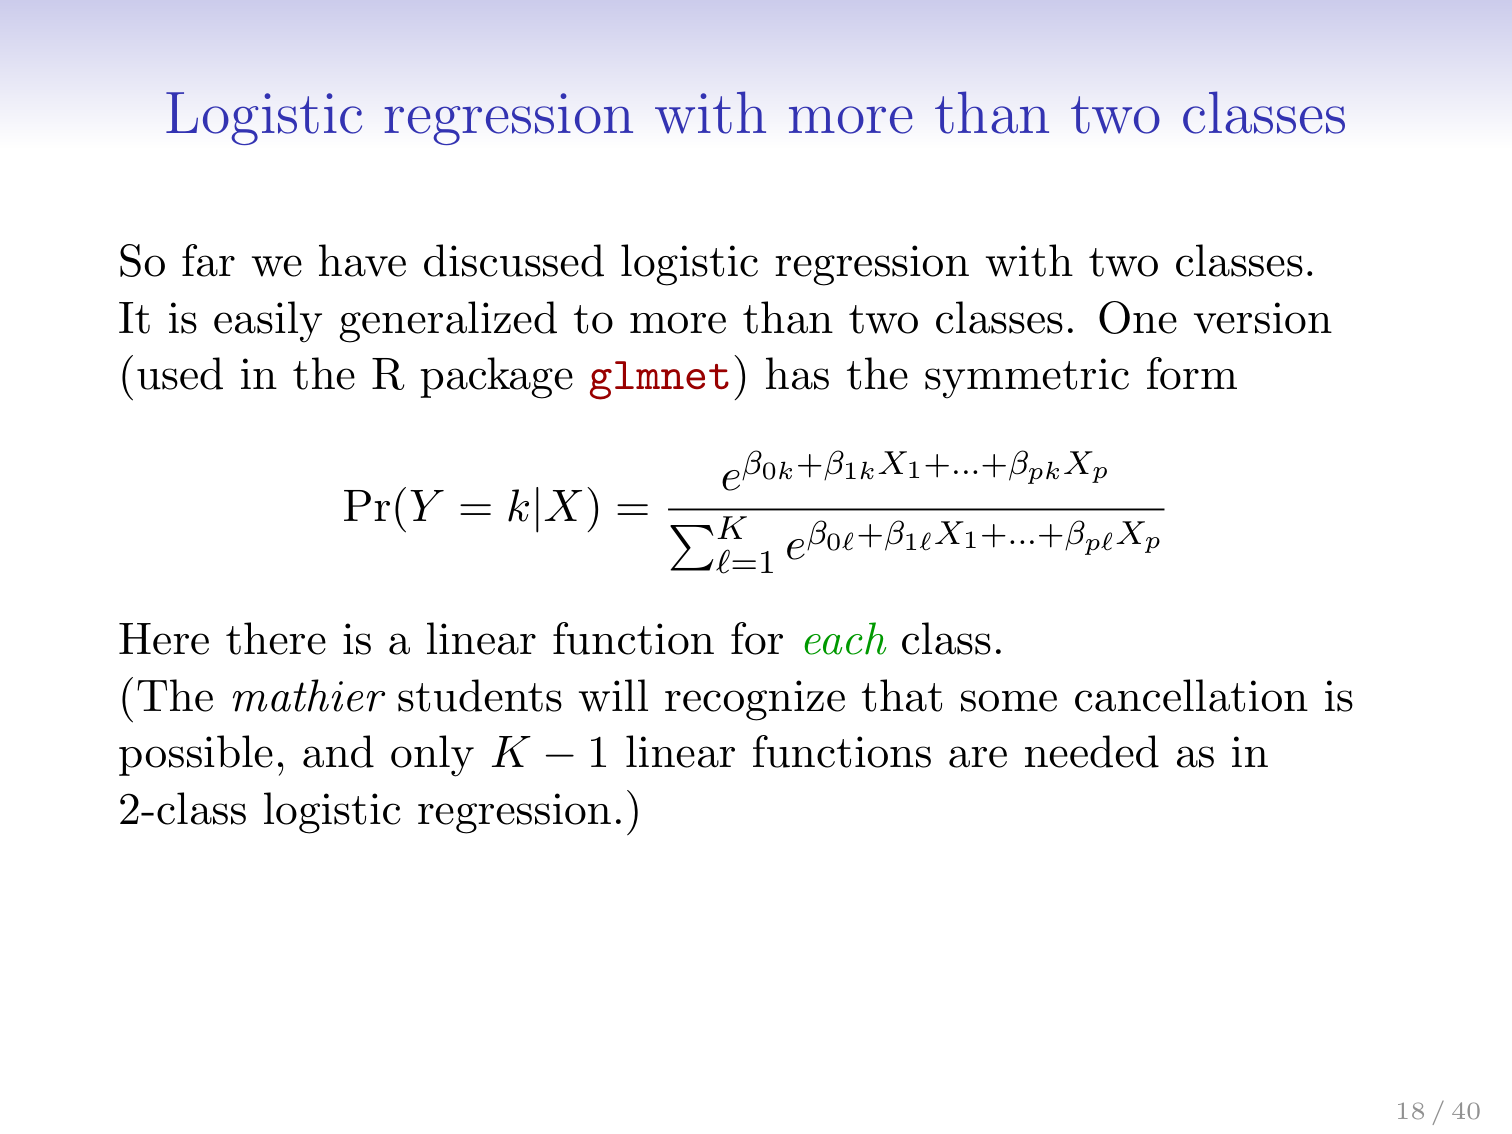 Logistic regression with more than two classes
So far we have discussed logistic regression with two classes.
It is easily generalized to more than two classes. One version
(used in the R package glmnet) has the symmetric form
Pr(Y = k|X) = \frac{e^{β_{0k}+β_{1k}X_1+...+β_{pk}X_p}}{\sum_{ℓ=1}^{K} e^{β_{0ℓ}+β_{1ℓ}X_1+...+β_{pℓ}X_p}}
Here there is a linear function for each class.
(The mathier students will recognize that some cancellation is
possible, and only K − 1 linear functions are needed as in
2-class logistic regression.)
18 / 40